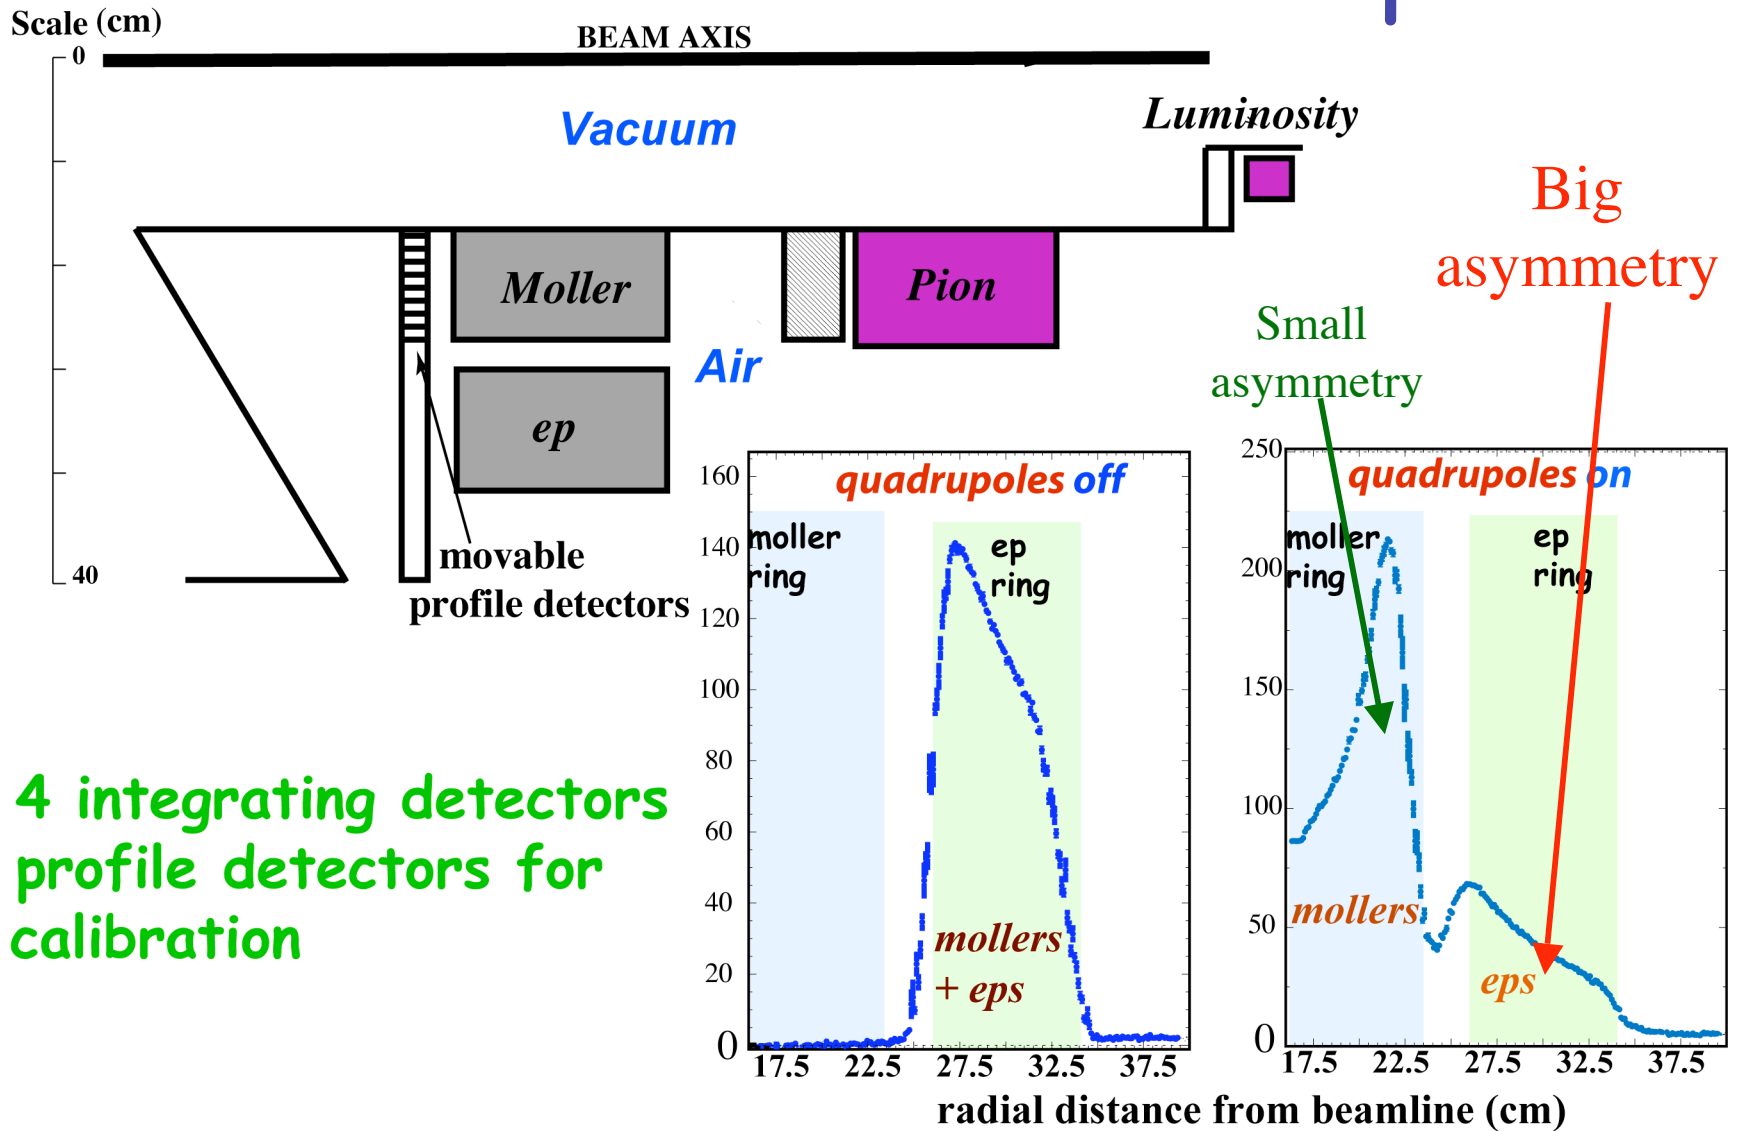 Scale (cm)
BEAM AXIS
0
Vacuum
Luminosity
Moller
Pion
Air
ep
40
movable
profile detectors
Big
asymmetry
Small
asymmetry
4 integrating detectors
profile detectors for
calibration
quadrupoles off
160
140
120
100
80
60
40
20
0
moller
ring
ep
ring
mollers
+ eps
17.5 22.5 27.5 32.5 37.5
quadrupoles on
250
200
150
100
50
0
moller
ring
ep
ring
mollers
eps
17.5 22.5 27.5 32.5 37.5
radial distance from beamline (cm)